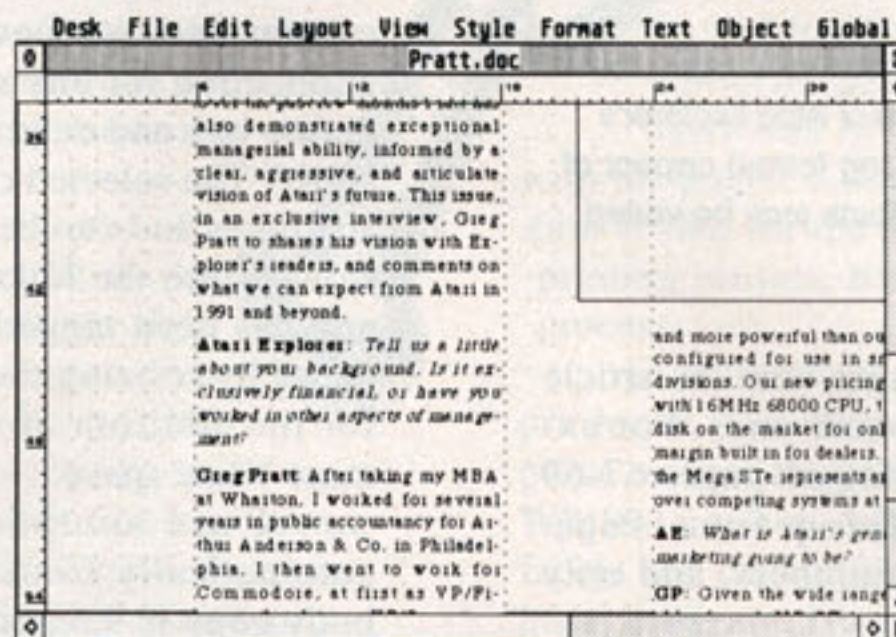 Desk File Edit Layout View Style Format Text Object Global
Pratt.doc
6 12 18 24 30
also demonstrated exceptional
managerial ability, informed by a
clear, aggressive, and articulate
vision of Atari's future. This issue,
in an exclusive interview, Greg
Pratt to shares his vision with Ex-
plorer's readers, and comments on
what we can expect from Atari in
1991 and beyond.
Atari Explorer: Tell us a little
about your background. Is it ex-
clusively financial, or have you
worked in other aspects of manage-
ment?
Greg Pratt After taking my MBA
at Wharton, I worked for several
years in public accountancy for Ar-
thur Anderson & Co. in Philadel-
phia. I then went to work for
Commodore, at first as VP/Fi-
and more powerful than ou
configured for use in
divisions. Our new pricing
with 16MHz 68000 CPU,
disk on the market for onl
margin built in for dealers.
the MegaSTe represents
over competing systems at
AE: What is Atari's gen
marketing going to be?
GP: Given the wide range